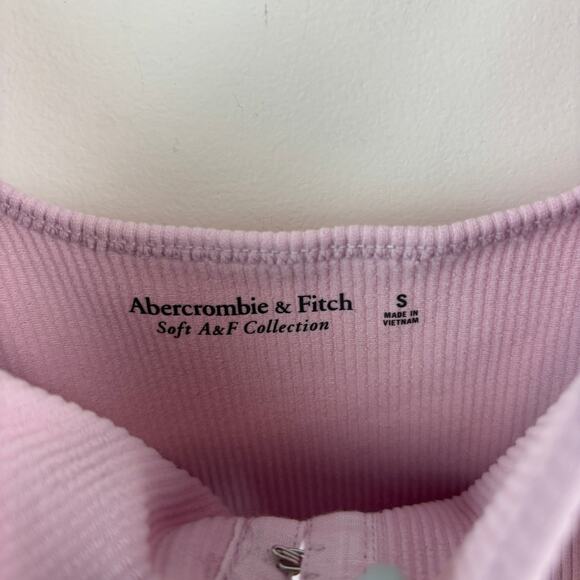 Abercrombie & Fitch
Soft A&F Collection
S
MADE IN
VIETNAM